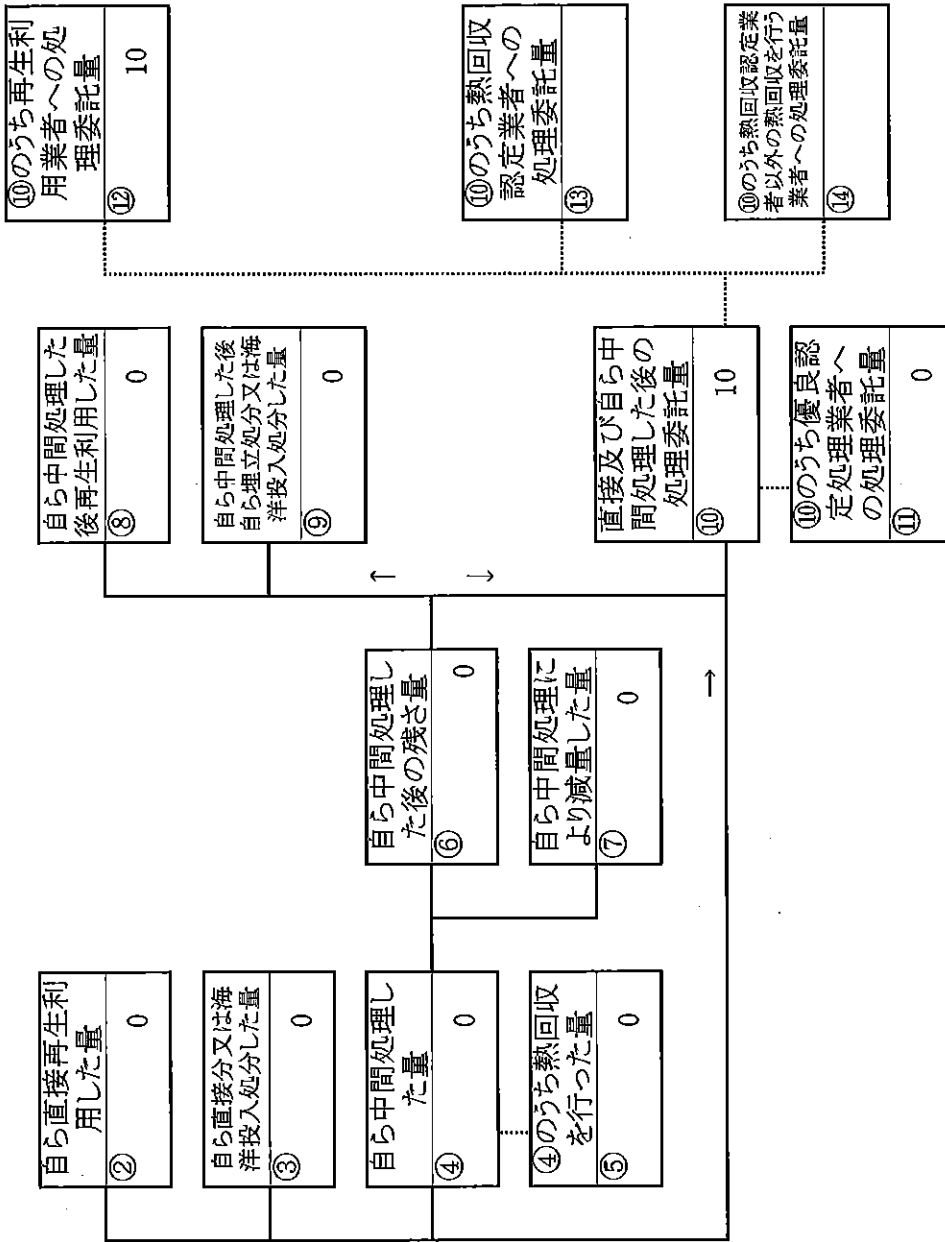 自ら直接再生利
用した量
② 0
自ら直接分又は海
洋投入処分した量
③ 0
自ら中間処理し
た量
④ 0
④のうち熱回収
を行った量
⑤ 0
自ら中間処理し
た後の残さ量
⑥ 0
自ら中間処理に
より減量した量
⑦ 0
自ら中間処理した
後再生利用した量
⑧ 0
自ら中間処理した後
自ら埋立処分又は海
洋投入処分した量
⑨ 0
直接及び自ら中
間処理した後の
処理委託量
⑩ 10
⑩のうち優良認
定処理業者へ
の処理委託量
⑪ 0
⑩のうち再生利
用業者への処
理委託量
⑫ 10
⑩のうち熱回収
認定業者への
処理委託量
⑬
⑩のうち熱回収認定業
者以外の熱回収を行う
業者への処理委託量
⑭